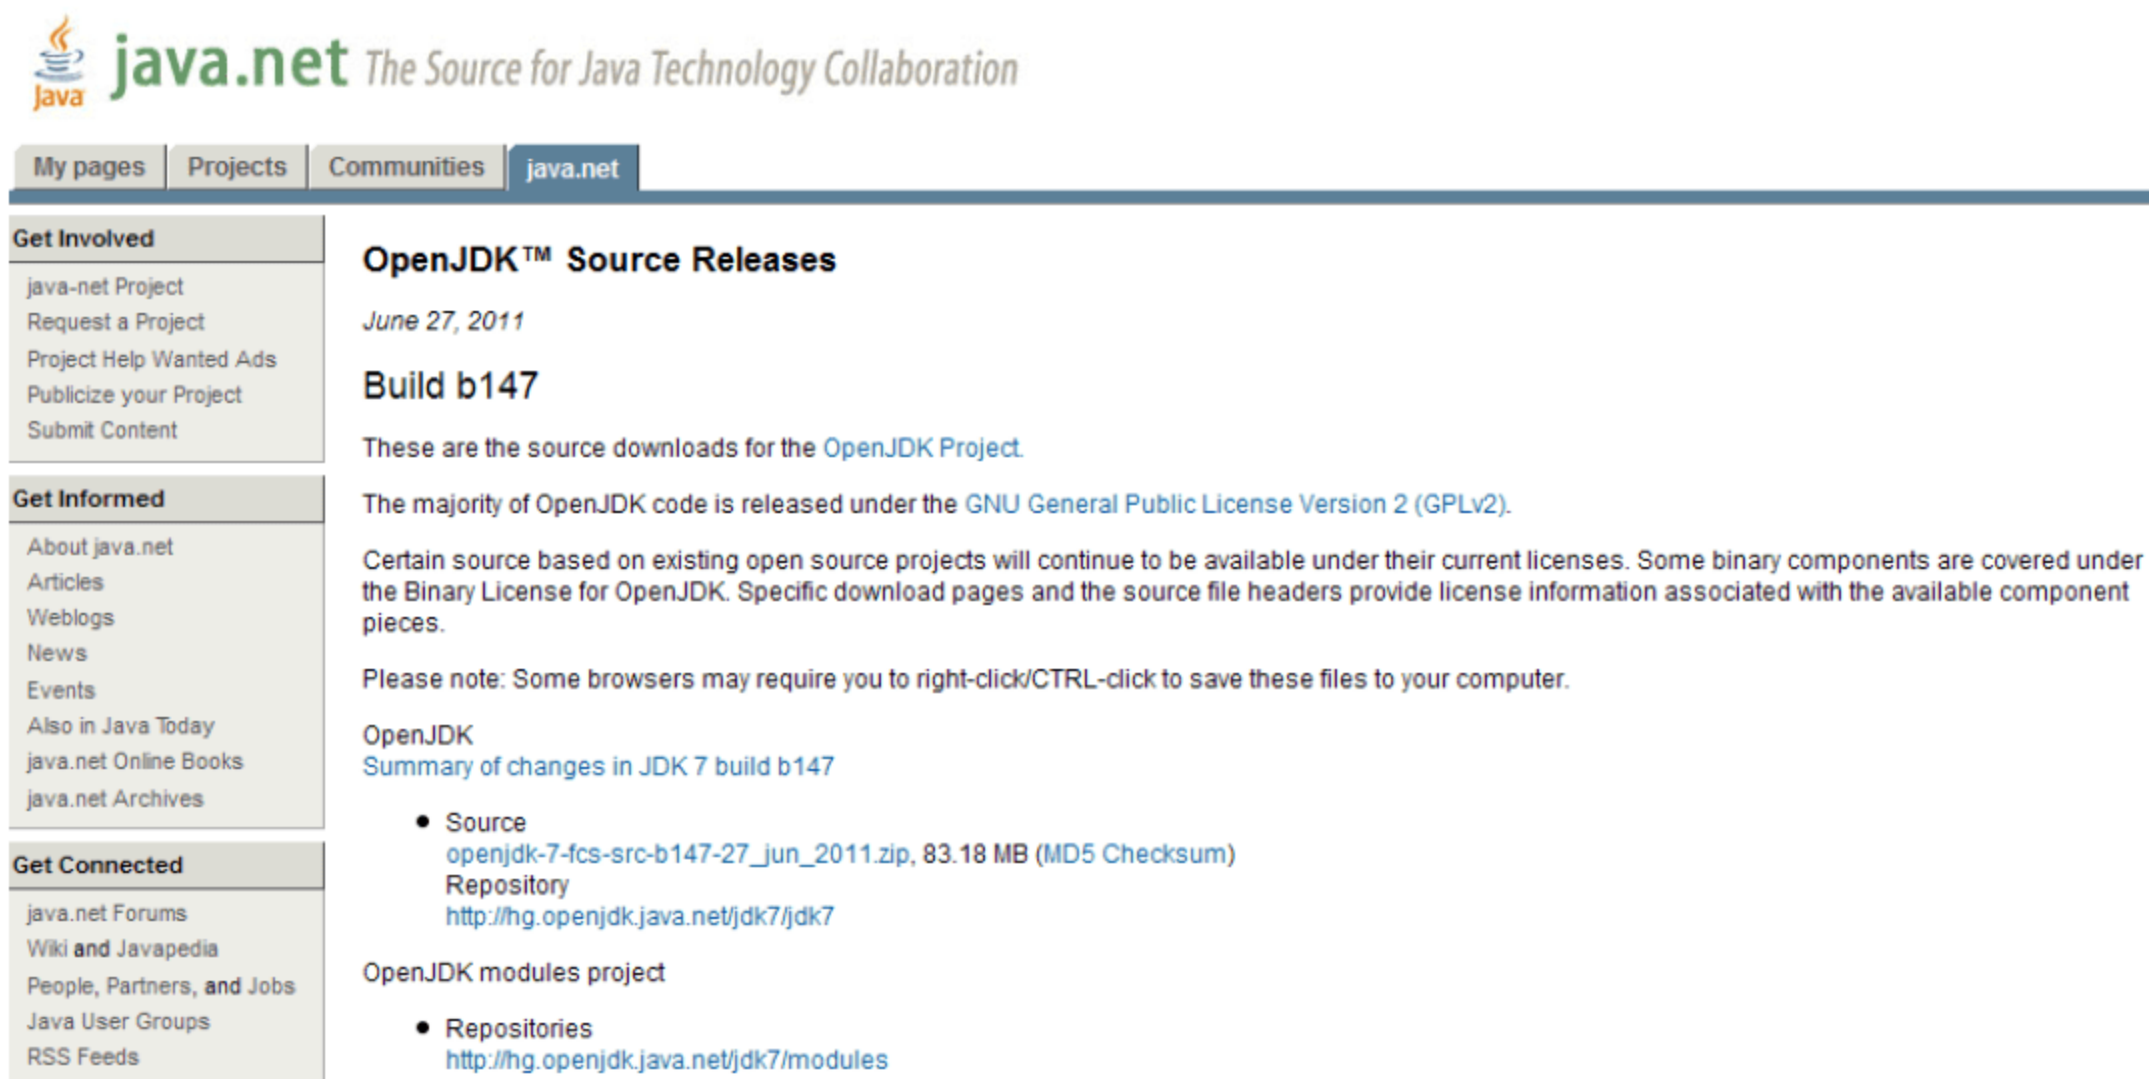 Java
java.net The Source for Java Technology Collaboration
My pages
Projects
Communities
java.net
Get Involved
java-net Project
Request a Project
Project Help Wanted Ads
Publicize your Project
Submit Content
Get Informed
About java.net
Articles
Weblogs
News
Events
Also in Java Today
java.net Online Books
java.net Archives
Get Connected
java.net Forums
Wiki and Javapedia
People, Partners, and Jobs
Java User Groups
RSS Feeds
OpenJDK™ Source Releases
June 27, 2011
Build b147
These are the source downloads for the OpenJDK Project.
The majority of OpenJDK code is released under the GNU General Public License Version 2 (GPLv2).
Certain source based on existing open source projects will continue to be available under their current licenses. Some binary components are covered under
the Binary License for OpenJDK. Specific download pages and the source file headers provide license information associated with the available component
pieces.
Please note: Some browsers may require you to right-click/CTRL-click to save these files to your computer.
OpenJDK
Summary of changes in JDK 7 build b147
• Source
openjdk-7-fcs-src-b147-27_jun_2011.zip, 83.18 MB (MD5 Checksum)
Repository
http://hg.openjdk.java.net/jdk7/jdk7
OpenJDK modules project
• Repositories
http://hg.openjdk.java.net/jdk7/modules